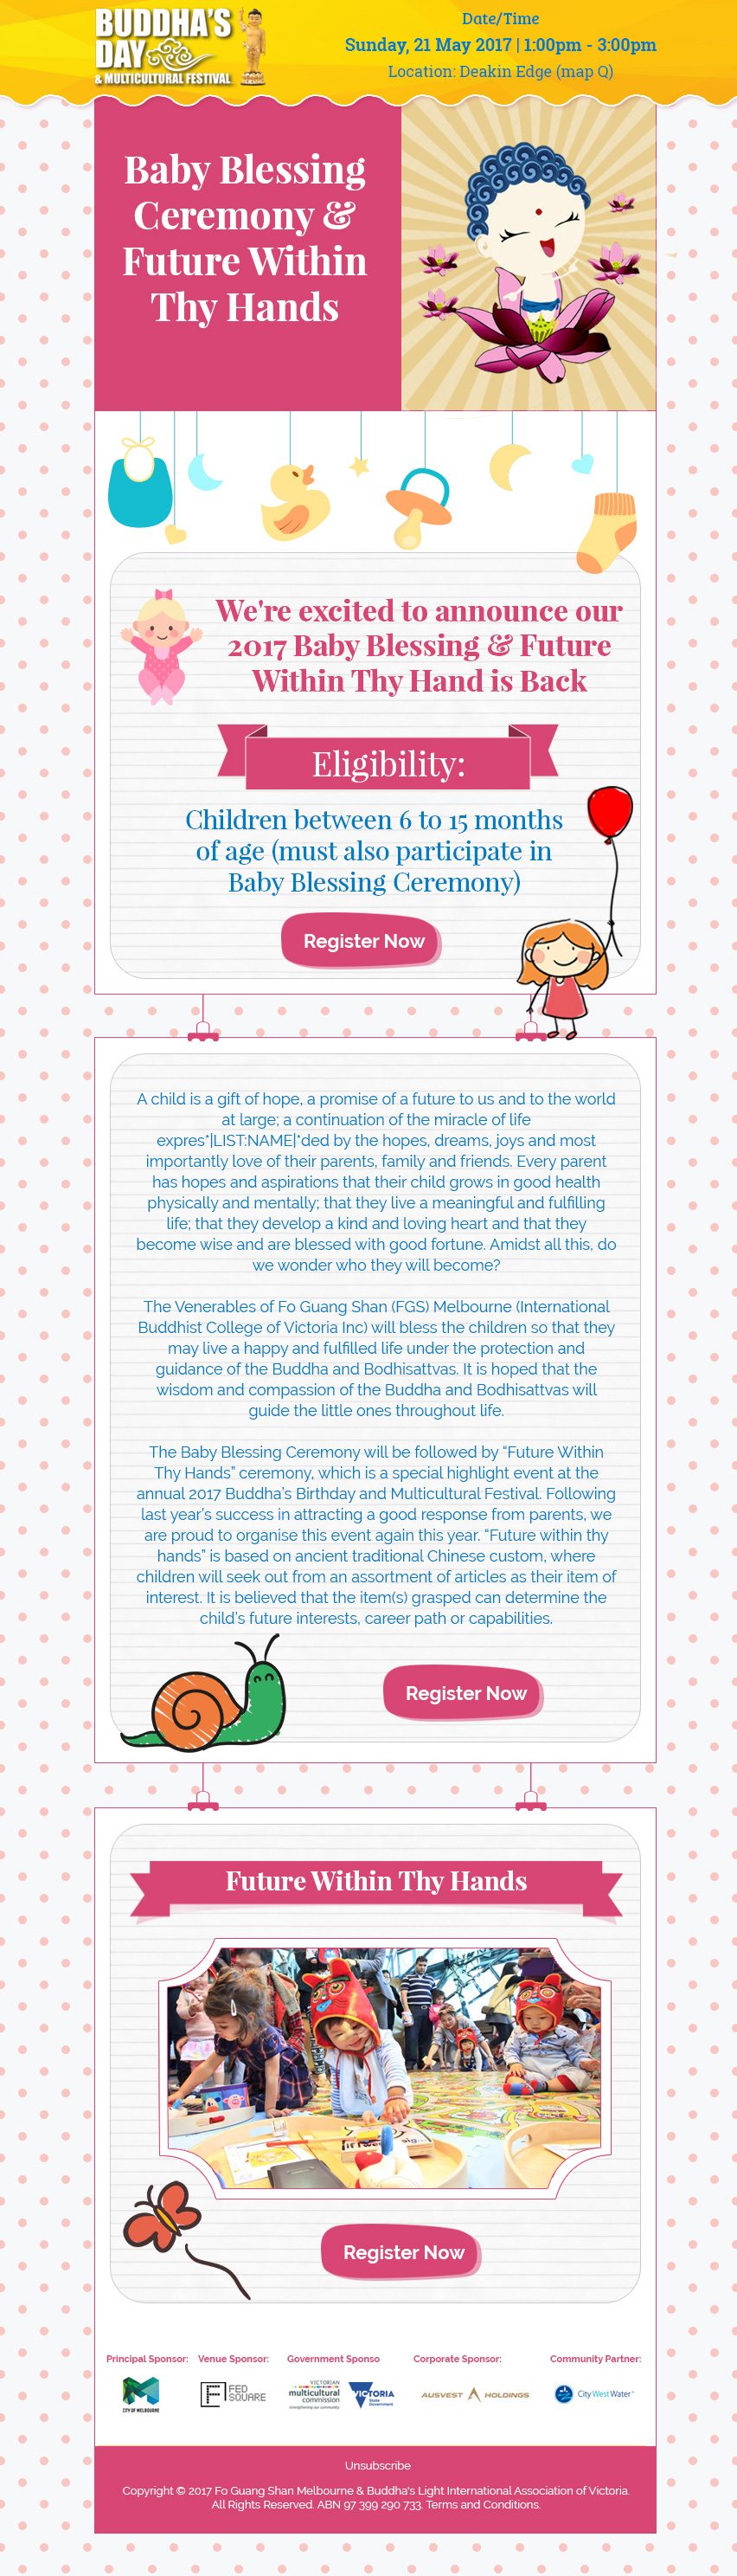 BUDDHA'S
DAY
& MULTICULTURAL FESTIVAL
Date/Time
Sunday, 21 May 2017 | 1:00pm - 3:00pm
Location: Deakin Edge (map Q)
Baby Blessing
Ceremony &
Future Within
Thy Hands
We're excited to announce our
2017 Baby Blessing & Future
Within Thy Hand is Back
Eligibility:
Children between 6 to 15 months
of age (must also participate in
Baby Blessing Ceremony)
Register Now
A child is a gift of hope, a promise of a future to us and to the world
at large; a continuation of the miracle of life
expres*|LIST:NAME|*ded by the hopes, dreams, joys and most
importantly love of their parents, family and friends. Every parent
has hopes and aspirations that their child grows in good health
physically and mentally; that they live a meaningful and fulfilling
life; that they develop a kind and loving heart and that they
become wise and are blessed with good fortune. Amidst all this, do
we wonder who they will become?
The Venerables of Fo Guang Shan (FGS) Melbourne (International
Buddhist College of Victoria Inc) will bless the children so that they
may live a happy and fulfilled life under the protection and
guidance of the Buddha and Bodhisattvas. It is hoped that the
wisdom and compassion of the Buddha and Bodhisattvas will
guide the little ones throughout life.
The Baby Blessing Ceremony will be followed by “Future Within
Thy Hands” ceremony, which is a special highlight event at the
annual 2017 Buddha’s Birthday and Multicultural Festival. Following
last year’s success in attracting a good response from parents, we
are proud to organise this event again this year. “Future within thy
hands” is based on ancient traditional Chinese custom, where
children will seek out from an assortment of articles as their item of
interest. It is believed that the item(s) grasped can determine the
child’s future interests, career path or capabilities.
Register Now
Future Within Thy Hands
Register Now
Principal Sponsor: Venue Sponsor: Government Sponso Corporate Sponsor: Community Partner:
CITY OF MELBOURNE
FED
SQUARE
VICTORIAN
multicultural
commission
strengthening our community
VICTORIA
State
Government
AUSVEST HOLDINGS
City West Water
Unsubscribe
Copyright © 2017 Fo Guang Shan Melbourne & Buddha's Light International Association of Victoria.
All Rights Reserved. ABN 97 399 290 733. Terms and Conditions.